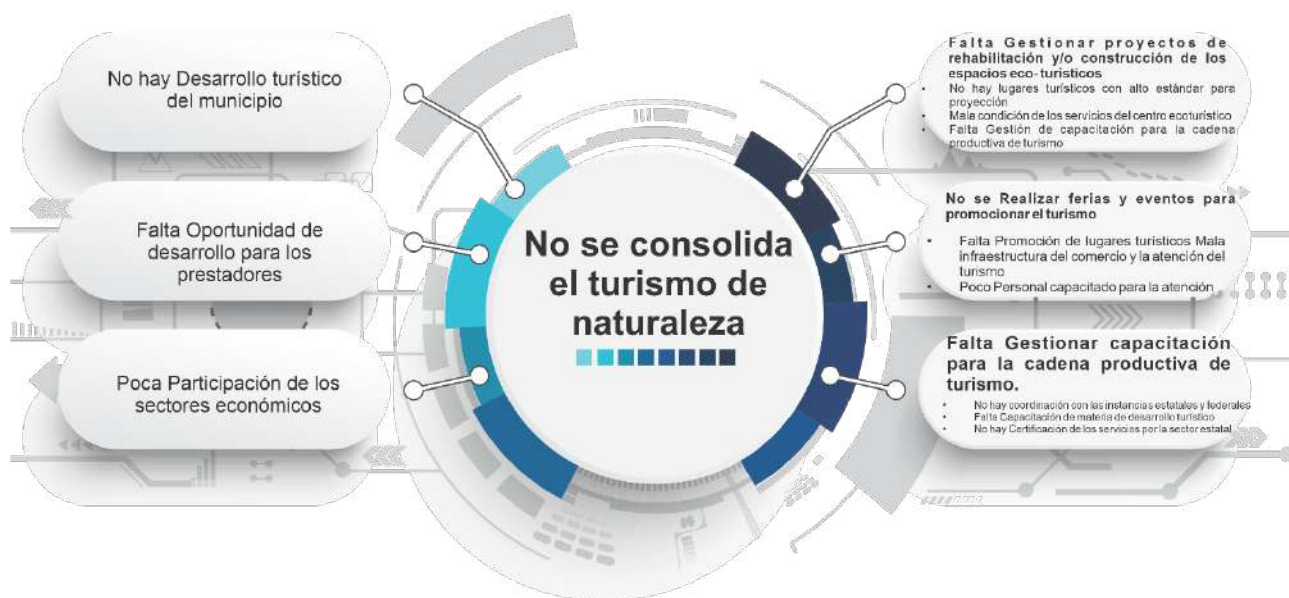 No hay Desarrollo turístico
del municipio
Falta Oportunidad de
desarrollo para los
prestadores
Poca Participación de los
sectores económicos
No se consolida
el turismo de
naturaleza
Falta Gestionar proyectos de
rehabilitación y/o construcción de los
espacios eco-turísticos
• No hay lugares turísticos con alto estándar para
proyección
• Mala condición de los servicios del centro ecoturístico
• Falta Gestión de capacitación para la cadena
productiva de turismo
No se Realizar ferias y eventos para
promocionar el turismo
• Falta Promoción de lugares turísticos Mala
infraestructura del comercio y la atención del
turismo
• Poco Personal capacitado para la atención
Falta Gestionar capacitación
para la cadena productiva de
turismo.
• No hay coordinación con las instancias estatales y federales
• Falta Capacitación de materia de desarrollo turístico
• No hay Certificación de los servicios por la sector estatal